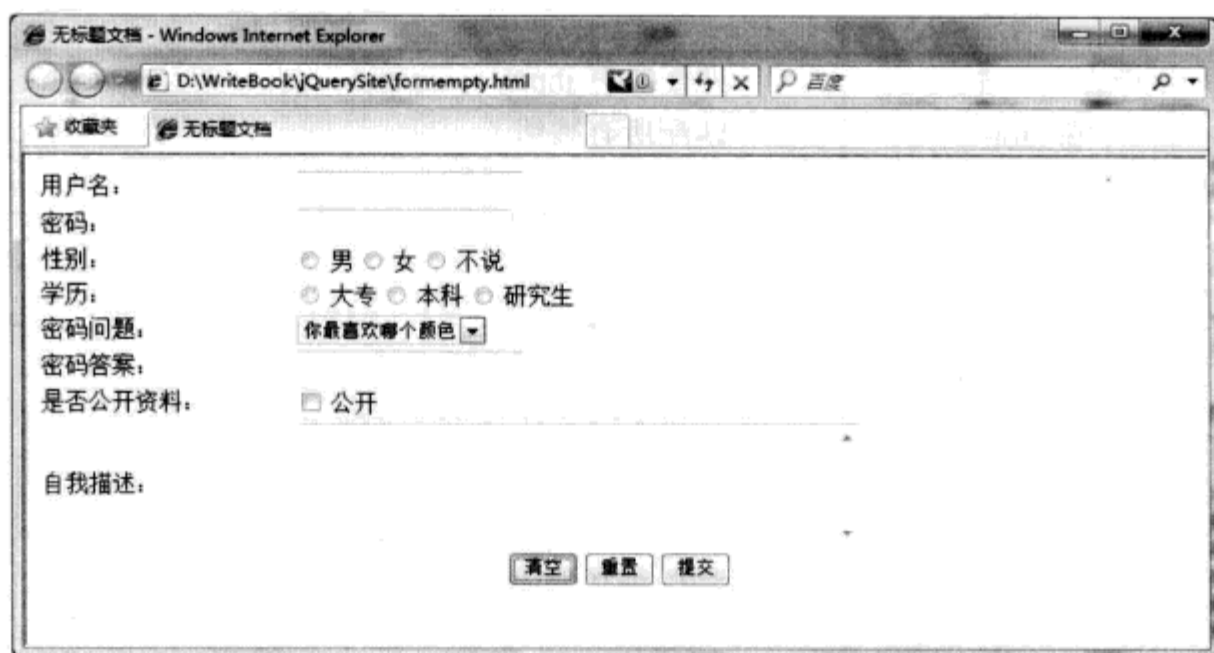 无标题文档 - Windows Internet Explorer
D:\WriteBook\jQuerySite\formempty.html 百度
收藏夹 无标题文档
用户名：
密码：
性别： 男 女 不说
学历： 大专 本科 研究生
密码问题： 你最喜欢哪个颜色
密码答案：
是否公开资料： 公开
自我描述：
清空 重置 提交